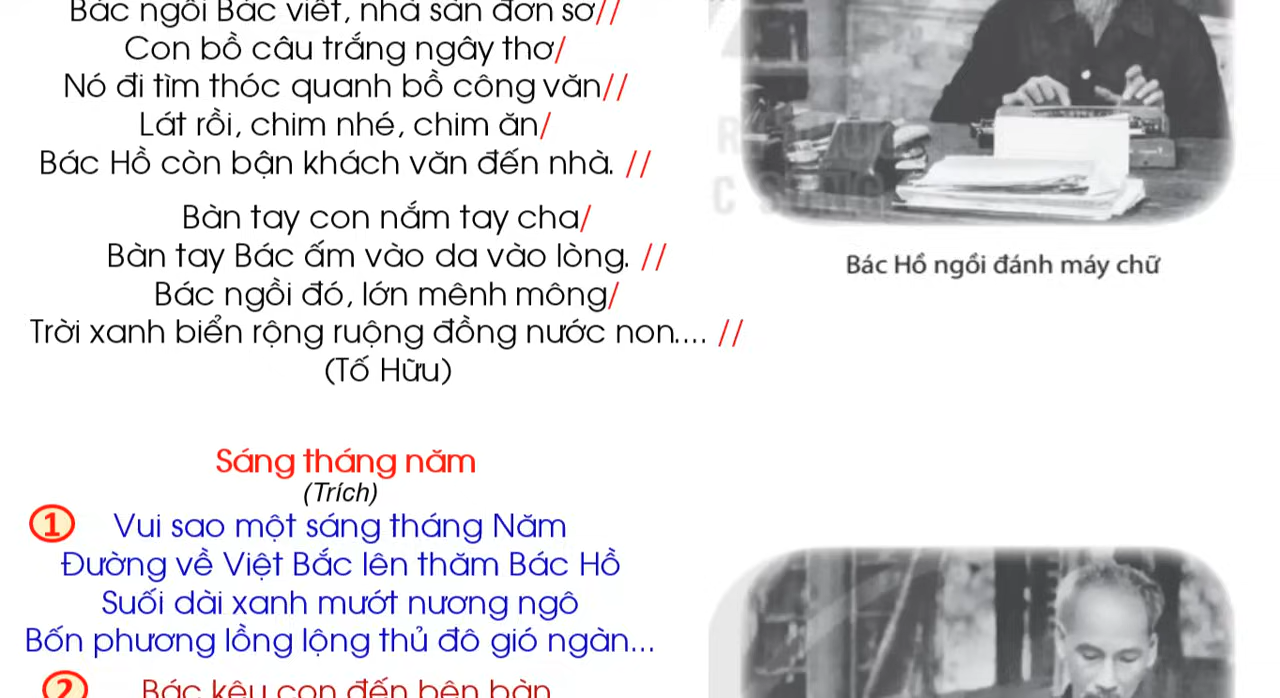 Bác ngồi Bác viết, nhà sàn đơn sơ//
Con bồ câu trắng ngây thơ/
Nó đi tìm thóc quanh bồ công văn//
Lát rồi, chim nhé, chim ăn/
Bác Hồ còn bận khách văn đến nhà. //
Bàn tay con nắm tay cha/
Bàn tay Bác ấm vào da vào lòng. //
Bác ngồi đó, lớn mênh mông/
Trời xanh biển rộng ruộng đồng nước non.... //
(Tố Hữu)
Bác Hồ ngồi đánh máy chữ
Sáng tháng năm
(Trích)
1 Vui sao một sáng tháng Năm
Đường về Việt Bắc lên thăm Bác Hồ
Suối dài xanh mướt nương ngô
Bốn phương lồng lộng thủ đô gió ngàn...
2 Bác kêu con đến bên bàn